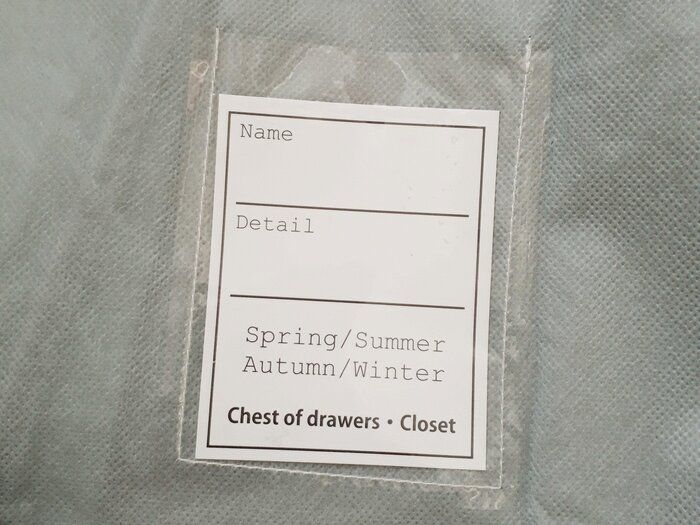 Name
Detail
Spring/Summer
Autumn/Winter
Chest of drawers・Closet